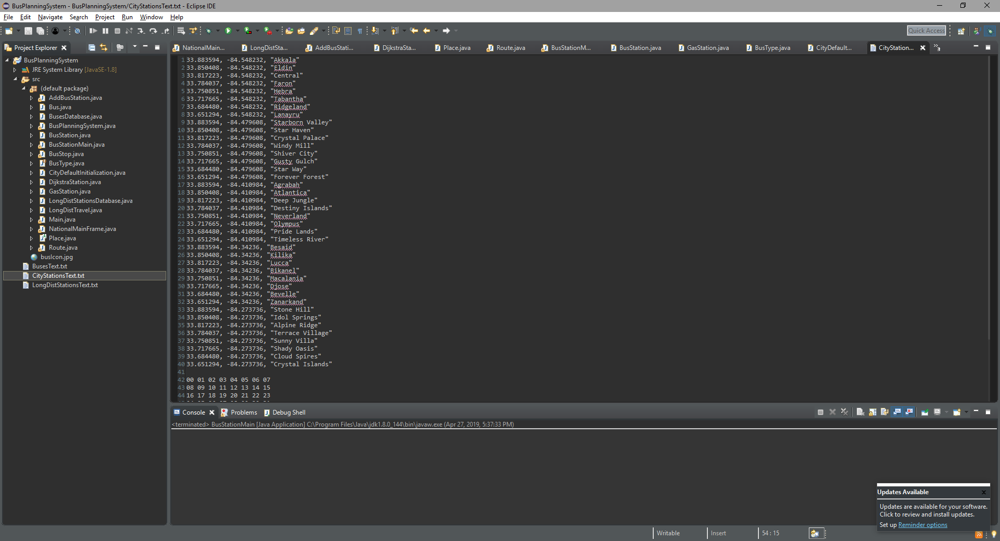 BusPlanningSystem - BusPlanningSystem/CityStationsText.txt - Eclipse IDE
File Edit Navigate Search Project Run Window Help
Quick Access
Project Explorer
NationalMain... LongDistSta... AddBusStati... DijkstraSta... Place.java Route.java BusStationM... BusStation.java GasStation.java BusType.java CityDefault... CityStation... 3
BusPlanningSystem
JRE System Library [JavaSE-1.8]
src
(default package)
AddBusStation.java
Bus.java
BusesDatabase.java
BusPlanningSystem.java
BusStation.java
BusStationMain.java
BusStop.java
BusType.java
CityDefaultInitialization.java
DijkstraStation.java
GasStation.java
LongDistStationsDatabase.java
LongDistTravel.java
Main.java
NationalMainFrame.java
Place.java
Route.java
busIcon.jpg
BusesText.txt
CityStationsText.txt
LongDistStationsText.txt
1 33.883594, -84.548232, "Akkala"
2 33.850408, -84.548232, "Eldin"
3 33.817223, -84.548232, "Central"
4 33.784037, -84.548232, "Faron"
5 33.750851, -84.548232, "Hebra"
6 33.717665, -84.548232, "Tabantha"
7 33.684480, -84.548232, "Ridgeland"
8 33.651294, -84.548232, "Lanayru"
9 33.883594, -84.479608, "Starborn Valley"
10 33.850408, -84.479608, "Star Haven"
11 33.817223, -84.479608, "Crystal Palace"
12 33.784037, -84.479608, "Windy Mill"
13 33.750851, -84.479608, "Shiver City"
14 33.717665, -84.479608, "Gusty Gulch"
15 33.684480, -84.479608, "Star Way"
16 33.651294, -84.479608, "Forever Forest"
17 33.883594, -84.410984, "Agrabah"
18 33.850408, -84.410984, "Atlantica"
19 33.817223, -84.410984, "Deep Jungle"
20 33.784037, -84.410984, "Destiny Islands"
21 33.750851, -84.410984, "Neverland"
22 33.717665, -84.410984, "Olympus"
23 33.684480, -84.410984, "Pride Lands"
24 33.651294, -84.410984, "Timeless River"
25 33.883594, -84.34236, "Besaid"
26 33.850408, -84.34236, "Kilika"
27 33.817223, -84.34236, "Lucca"
28 33.784037, -84.34236, "Bikanel"
29 33.750851, -84.34236, "Macalania"
30 33.717665, -84.34236, "Djose"
31 33.684480, -84.34236, "Bevelle"
32 33.651294, -84.34236, "Zanarkand"
33 33.883594, -84.273736, "Stone Hill"
34 33.850408, -84.273736, "Idol Springs"
35 33.817223, -84.273736, "Alpine Ridge"
36 33.784037, -84.273736, "Terrace Village"
37 33.750851, -84.273736, "Sunny Villa"
38 33.717665, -84.273736, "Shady Oasis"
39 33.684480, -84.273736, "Cloud Spires"
40 33.651294, -84.273736, "Crystal Islands"
41
42 00 01 02 03 04 05 06 07
43 08 09 10 11 12 13 14 15
44 16 17 18 19 20 21 22 23
Console Problems Debug Shell
<terminated> BusStationMain [Java Application] C:\Program Files\Java\jdk1.8.0_144\bin\javaw.exe (Apr 27, 2019, 5:37:33 PM)
Updates Available
Updates are available for your software.
Click to review and install updates.
Set up Reminder options
Writable Insert 54 : 15